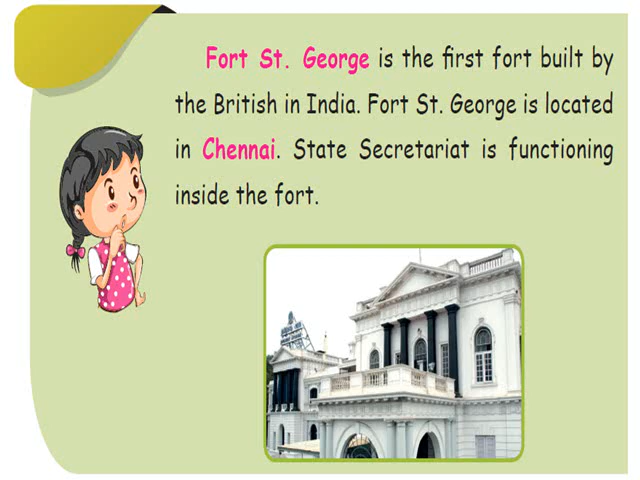 Fort St. George is the first fort built by
the British in India. Fort St. George is located
in Chennai. State Secretariat is functioning
inside the fort.